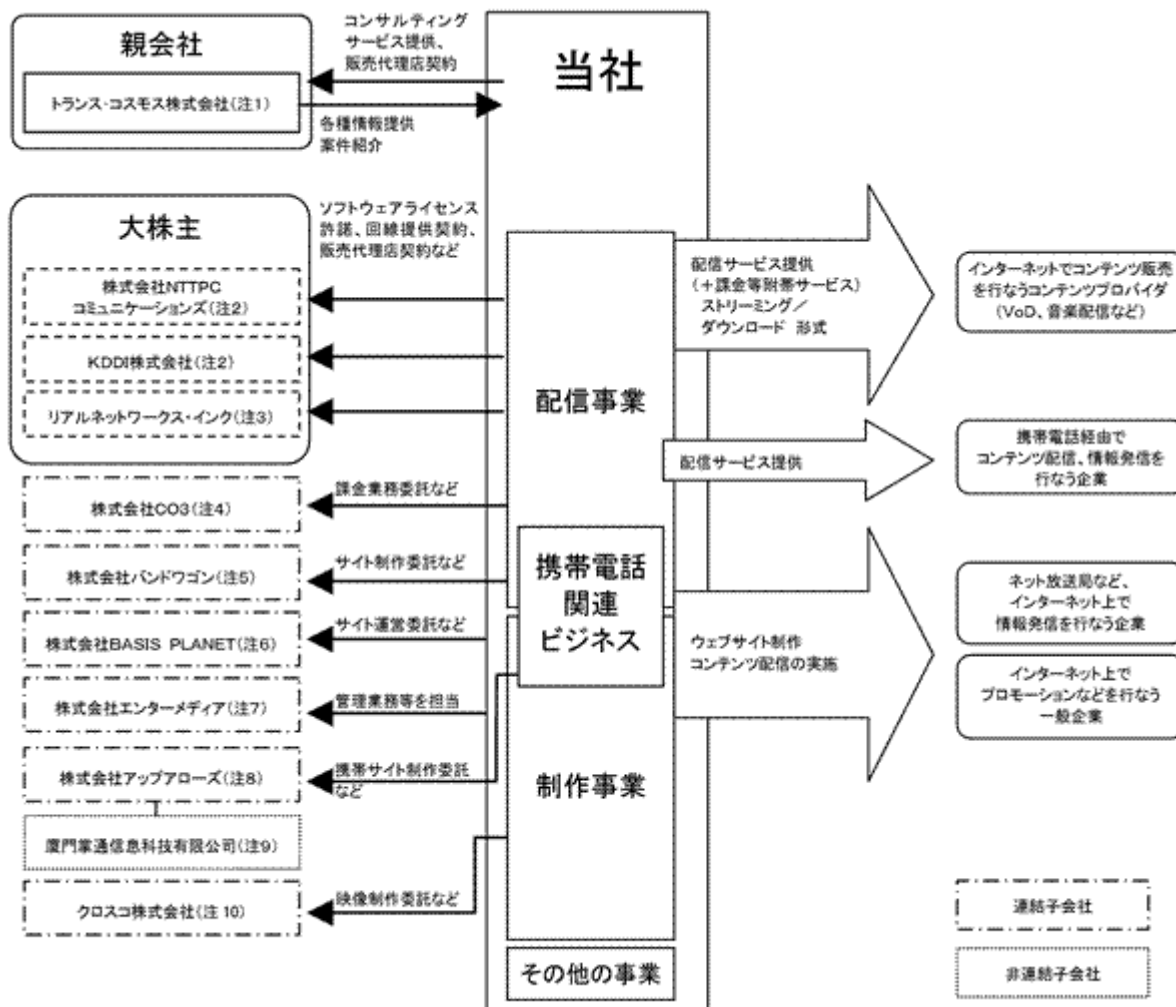 親会社
トランス・コスモス株式会社(注1)
コンサルティング
サービス提供、
販売代理店契約
各種情報提供
案件紹介
当社
大株主
株式会社NTTPC
コミュニケーションズ(注2)
KDDI株式会社(注2)
リアルネットワークス・インク(注3)
ソフトウェアライセンス
許諾、回線提供契約、
販売代理店契約など
株式会社CO3(注4)
課金業務委託など
株式会社バンドワゴン(注5)
サイト制作委託など
株式会社BASIS PLANET(注6)
サイト運営委託など
株式会社エンターメディア(注7)
管理業務等を担当
株式会社アップアローズ(注8)
携帯サイト制作委託
など
廈門掌通信息科技有限公司(注9)
クロスコ株式会社(注10)
映像制作委託など
配信事業
携帯電話
関連
ビジネス
制作事業
その他の事業
配信サービス提供
(+課金等附帯サービス)
ストリーミング/
ダウンロード 形式
配信サービス提供
ウェブサイト制作
コンテンツ配信の実施
インターネットでコンテンツ販売
を行なうコンテンツプロバイダ
(VoD、音楽配信など)
携帯電話経由で
コンテンツ配信、情報発信を
行なう企業
ネット放送局など、
インターネット上で
情報発信を行なう企業
インターネット上で
プロモーションなどを行なう
一般企業
連結子会社
非連結子会社